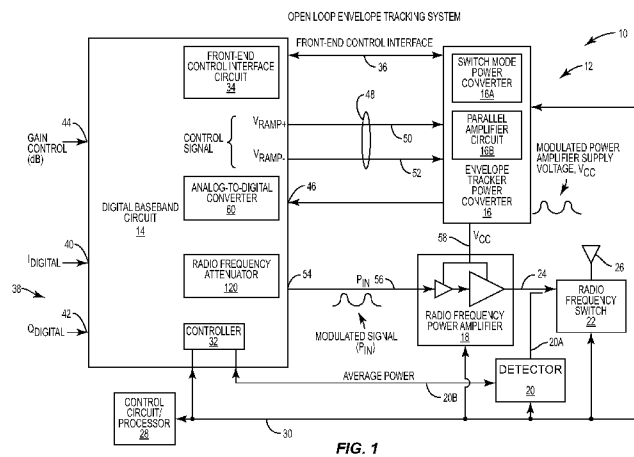 OPEN LOOP ENVELOPE TRACKING SYSTEM
10
12
FRONT-END CONTROL INTERFACE
36
FRONT-END
CONTROL INTERFACE
CIRCUIT
34
SWITCH MODE
POWER
CONVERTER
16A
48
44
GAIN
CONTROL
(dB)
CONTROL
SIGNAL
VRAMP+
50
VRAMP-
52
PARALLEL
AMPLIFIER
CIRCUIT
16B
ENVELOPE
TRACKER
POWER
CONVERTER
16
MODULATED POWER
AMPLIFIER SUPPLY
VOLTAGE, VCC
DIGITAL BASEBAND
CIRCUIT
14
ANALOG-TO-DIGITAL
CONVERTER
60
46
58
VCC
40
IDIGITAL
38
42
QDIGITAL
RADIO FREQUENCY
ATTENUATOR
120
54
PIN
56
MODULATED SIGNAL
(PIN)
RADIO FREQUENCY
POWER AMPLIFIER
18
24
26
RADIO
FREQUENCY
SWITCH
22
20A
CONTROLLER
32
AVERAGE POWER
20B
DETECTOR
20
CONTROL
CIRCUIT/
PROCESSOR
28
30
FIG. 1